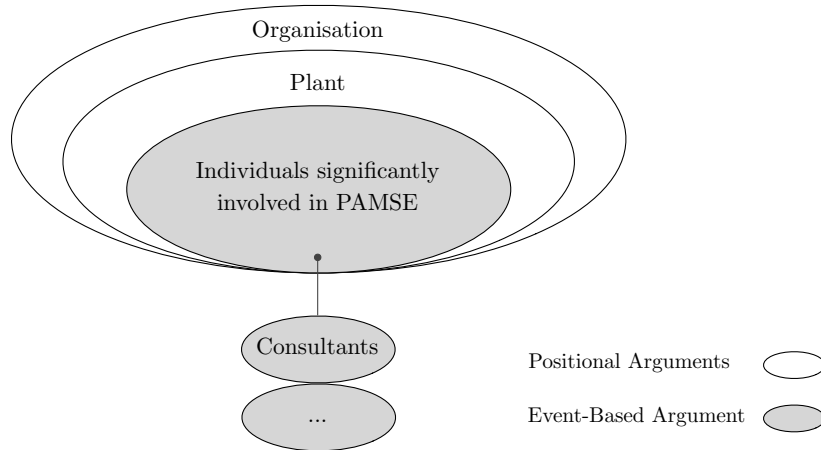 Organisation
Plant
Individuals significantly
involved in PAMSE
Consultants
...
Positional Arguments
Event-Based Argument